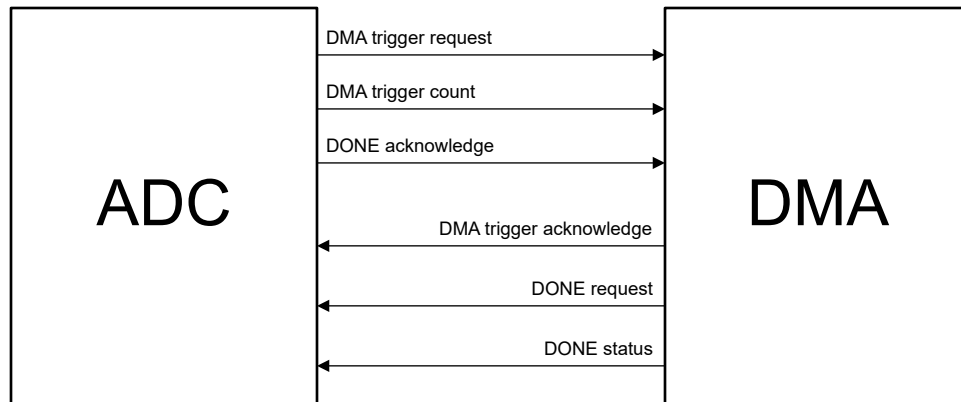 DMA trigger request
DMA trigger count
DONE acknowledge
ADC
DMA
DMA trigger acknowledge
DONE request
DONE status